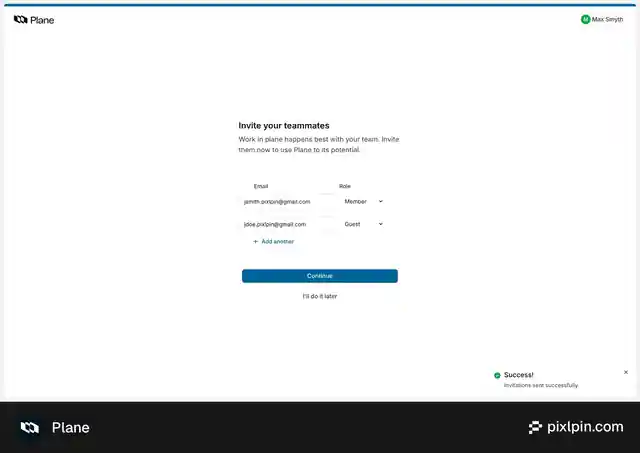 Plane
M Max Smyth
Invite your teammates
Work in plane happens best with your team. Invite
them now to use Plane to its potential.
Email Role
jsmith.pixlpin@gmail.com Member
jdoe.pixlpin@gmail.com Guest
+ Add another
Continue
I'll do it later
Success!
Invitations sent successfully.
Plane
pixlpin.com